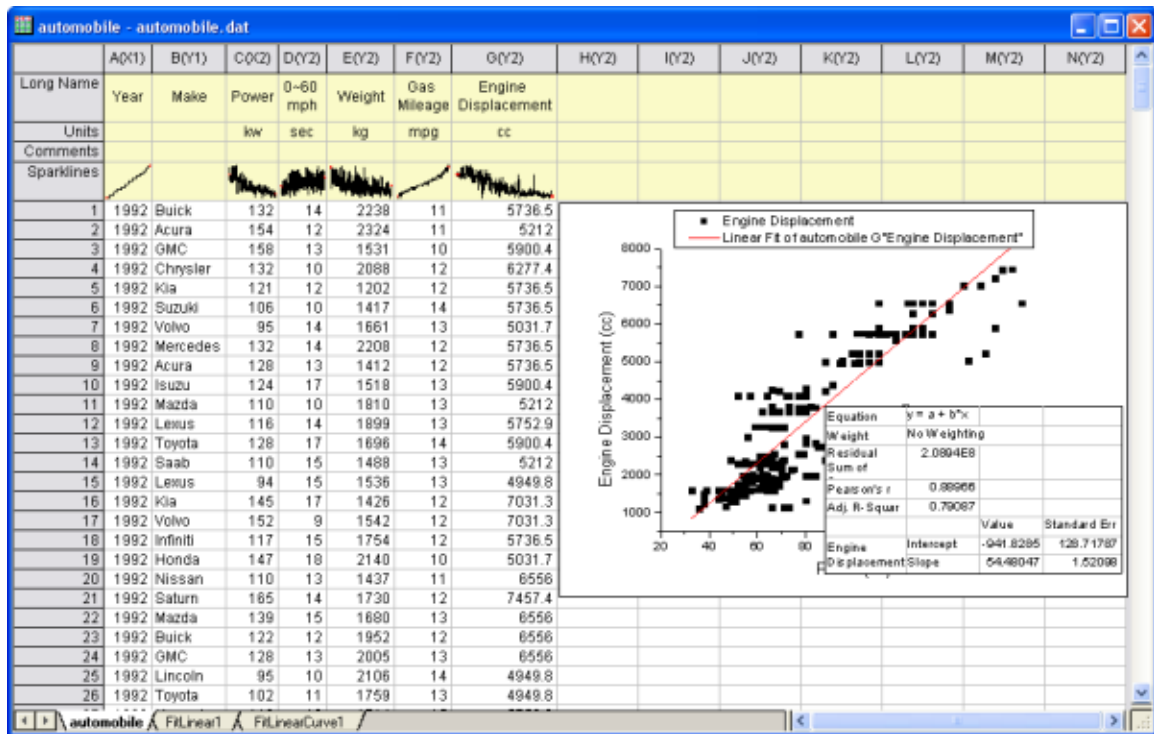 automobile - automobile.dat
A(X1) B(Y1) C(X2) D(Y2) E(Y2) F(Y2) G(Y2) H(Y2) I(Y2) J(Y2) K(Y2) L(Y2) M(Y2) N(Y2)
Long Name Year Make Power 0~60 mph Weight Gas Mileage Engine Displacement
Units kw sec kg mpg cc
Comments
Sparklines
1 1992 Buick 132 14 2238 11 5736.5
2 1992 Acura 154 12 2324 11 5212
3 1992 GMC 158 13 1531 10 5900.4
4 1992 Chrysler 132 10 2088 12 6277.4
5 1992 Kia 121 12 1202 12 5736.5
6 1992 Suzuki 106 10 1417 14 5736.5
7 1992 Volvo 95 14 1661 13 5031.7
8 1992 Mercedes 132 14 2208 12 5736.5
9 1992 Acura 128 13 1412 12 5736.5
10 1992 Isuzu 124 17 1518 13 5900.4
11 1992 Mazda 110 10 1810 13 5212
12 1992 Lexus 116 14 1899 13 5752.9
13 1992 Toyota 128 17 1696 14 5900.4
14 1992 Saab 110 15 1488 13 5212
15 1992 Lexus 94 15 1536 13 4949.8
16 1992 Kia 145 17 1426 12 7031.3
17 1992 Volvo 152 9 1542 12 7031.3
18 1992 Infiniti 117 15 1754 12 5736.5
19 1992 Honda 147 18 2140 10 5031.7
20 1992 Nissan 110 13 1437 11 6556
21 1992 Saturn 165 14 1730 12 7457.4
22 1992 Mazda 139 15 1680 13 6556
23 1992 Buick 122 12 1952 12 6556
24 1992 GMC 128 13 2005 13 6556
25 1992 Lincoln 95 10 2106 14 4949.8
26 1992 Toyota 102 11 1759 13 4949.8
Engine Displacement
Linear Fit of automobile G"Engine Displacement"
Engine Displacement (cc)
8000
7000
6000
5000
4000
3000
2000
1000
20 40 60 80
Equation y = a + b*x
Weight No Weighting
Residual Sum of 2.0894E8
Pearson's r 0.88966
Adj. R-Squar 0.79087
Value Standard Err
Engine Displacement Intercept -941.8285 128.71787
Slope 54.48047 1.52098
automobile FitLinear1 FitLinearCurve1